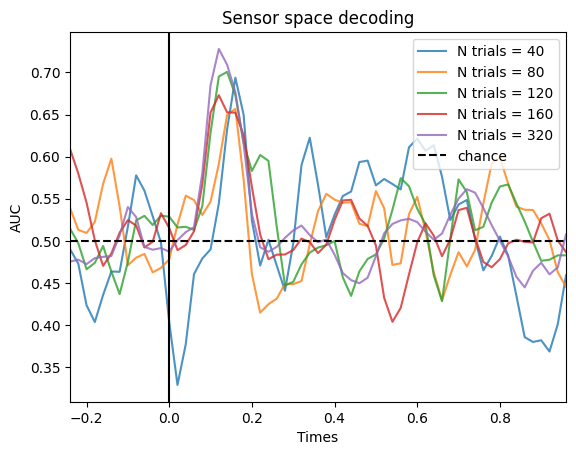 Sensor space decoding
N trials = 40
N trials = 80
N trials = 120
N trials = 160
N trials = 320
chance
AUC
0.70
0.65
0.60
0.55
0.50
0.45
0.40
0.35
−0.2 0.0 0.2 0.4 0.6 0.8
Times